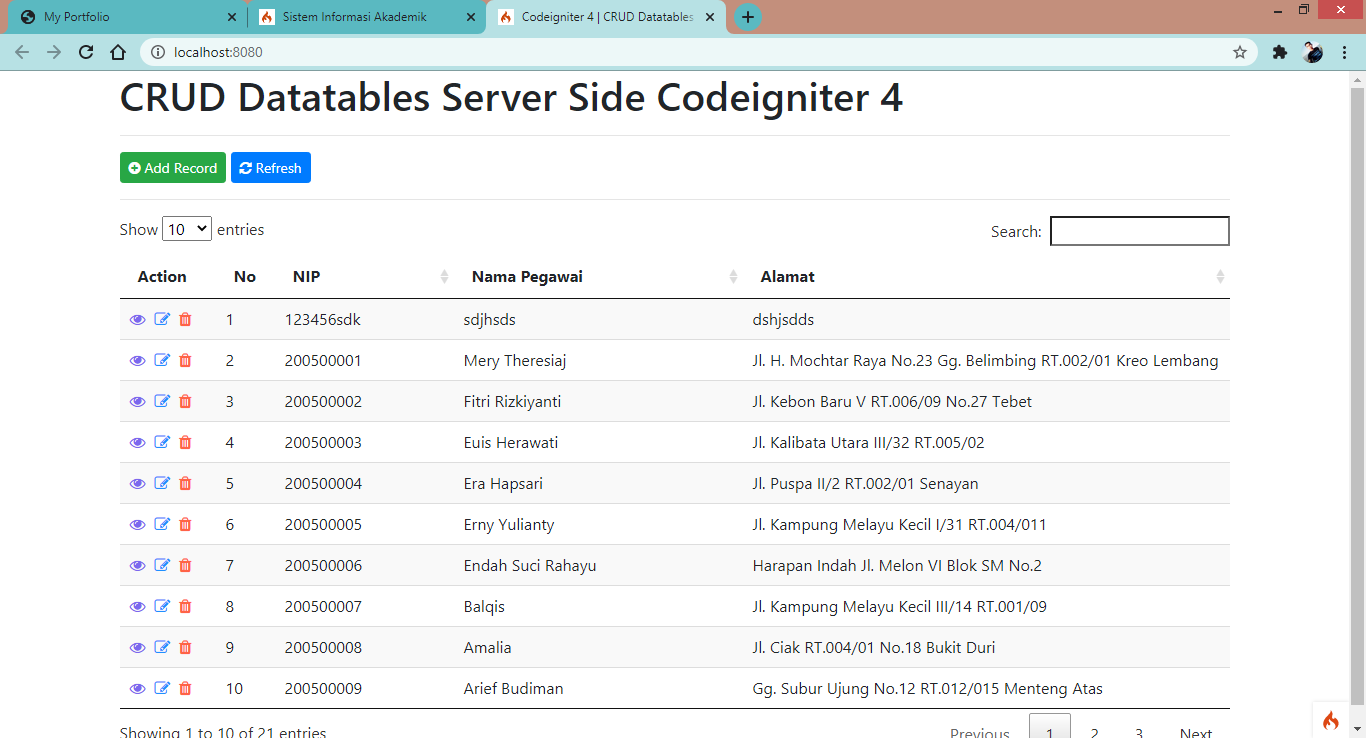 My Portfolio
Sistem Informasi Akademik
Codeigniter 4 | CRUD Datatables
localhost:8080
CRUD Datatables Server Side Codeigniter 4
Add Record Refresh
Show 10 entries Search:
Action No NIP Nama Pegawai Alamat
1 123456sdk sdjhsds dshjsdds
2 200500001 Mery Theresiaj Jl. H. Mochtar Raya No.23 Gg. Belimbing RT.002/01 Kreo Lembang
3 200500002 Fitri Rizkiyanti Jl. Kebon Baru V RT.006/09 No.27 Tebet
4 200500003 Euis Herawati Jl. Kalibata Utara III/32 RT.005/02
5 200500004 Era Hapsari Jl. Puspa II/2 RT.002/01 Senayan
6 200500005 Erny Yulianty Jl. Kampung Melayu Kecil I/31 RT.004/011
7 200500006 Endah Suci Rahayu Harapan Indah Jl. Melon VI Blok SM No.2
8 200500007 Balqis Jl. Kampung Melayu Kecil III/14 RT.001/09
9 200500008 Amalia Jl. Ciak RT.004/01 No.18 Bukit Duri
10 200500009 Arief Budiman Gg. Subur Ujung No.12 RT.012/015 Menteng Atas
Showing 1 to 10 of 21 entries Previous 1 2 3 Next